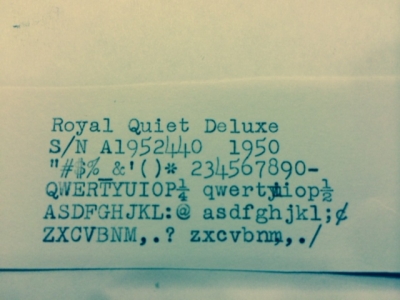 Royal Quiet Deluxe
S/N A1952440 1950
"#$%_&'()* 234567890-
QWERTYUIOP¼ qwertyuiop½
ASDFGHJKL:@ asdfghjkl;¢
ZXCVBNM,.? zxcvbnm,./